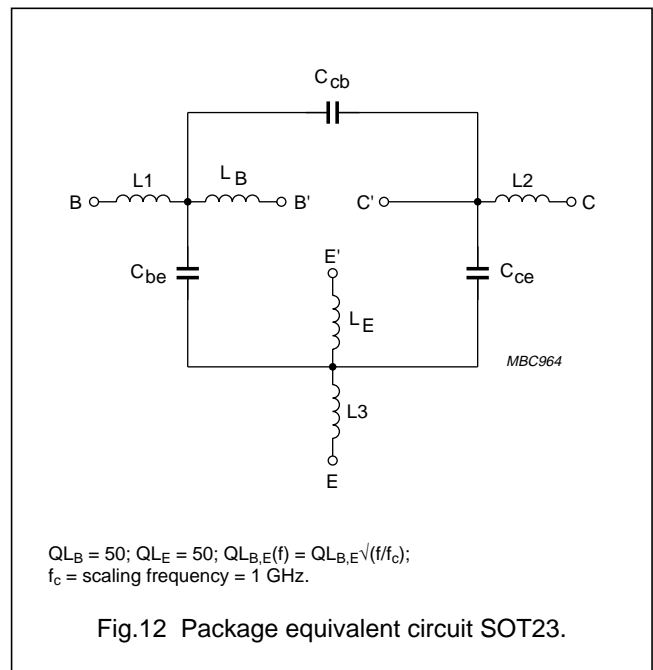 C_cb
L1
L_B
L2
B
B'
C'
C
E'
C_be
C_ce
L_E
MBC964
L3
E
QL_B = 50; QL_E = 50; QL_B,E(f) = QL_B,E√(f/f_c);
f_c = scaling frequency = 1 GHz.
Fig.12 Package equivalent circuit SOT23.